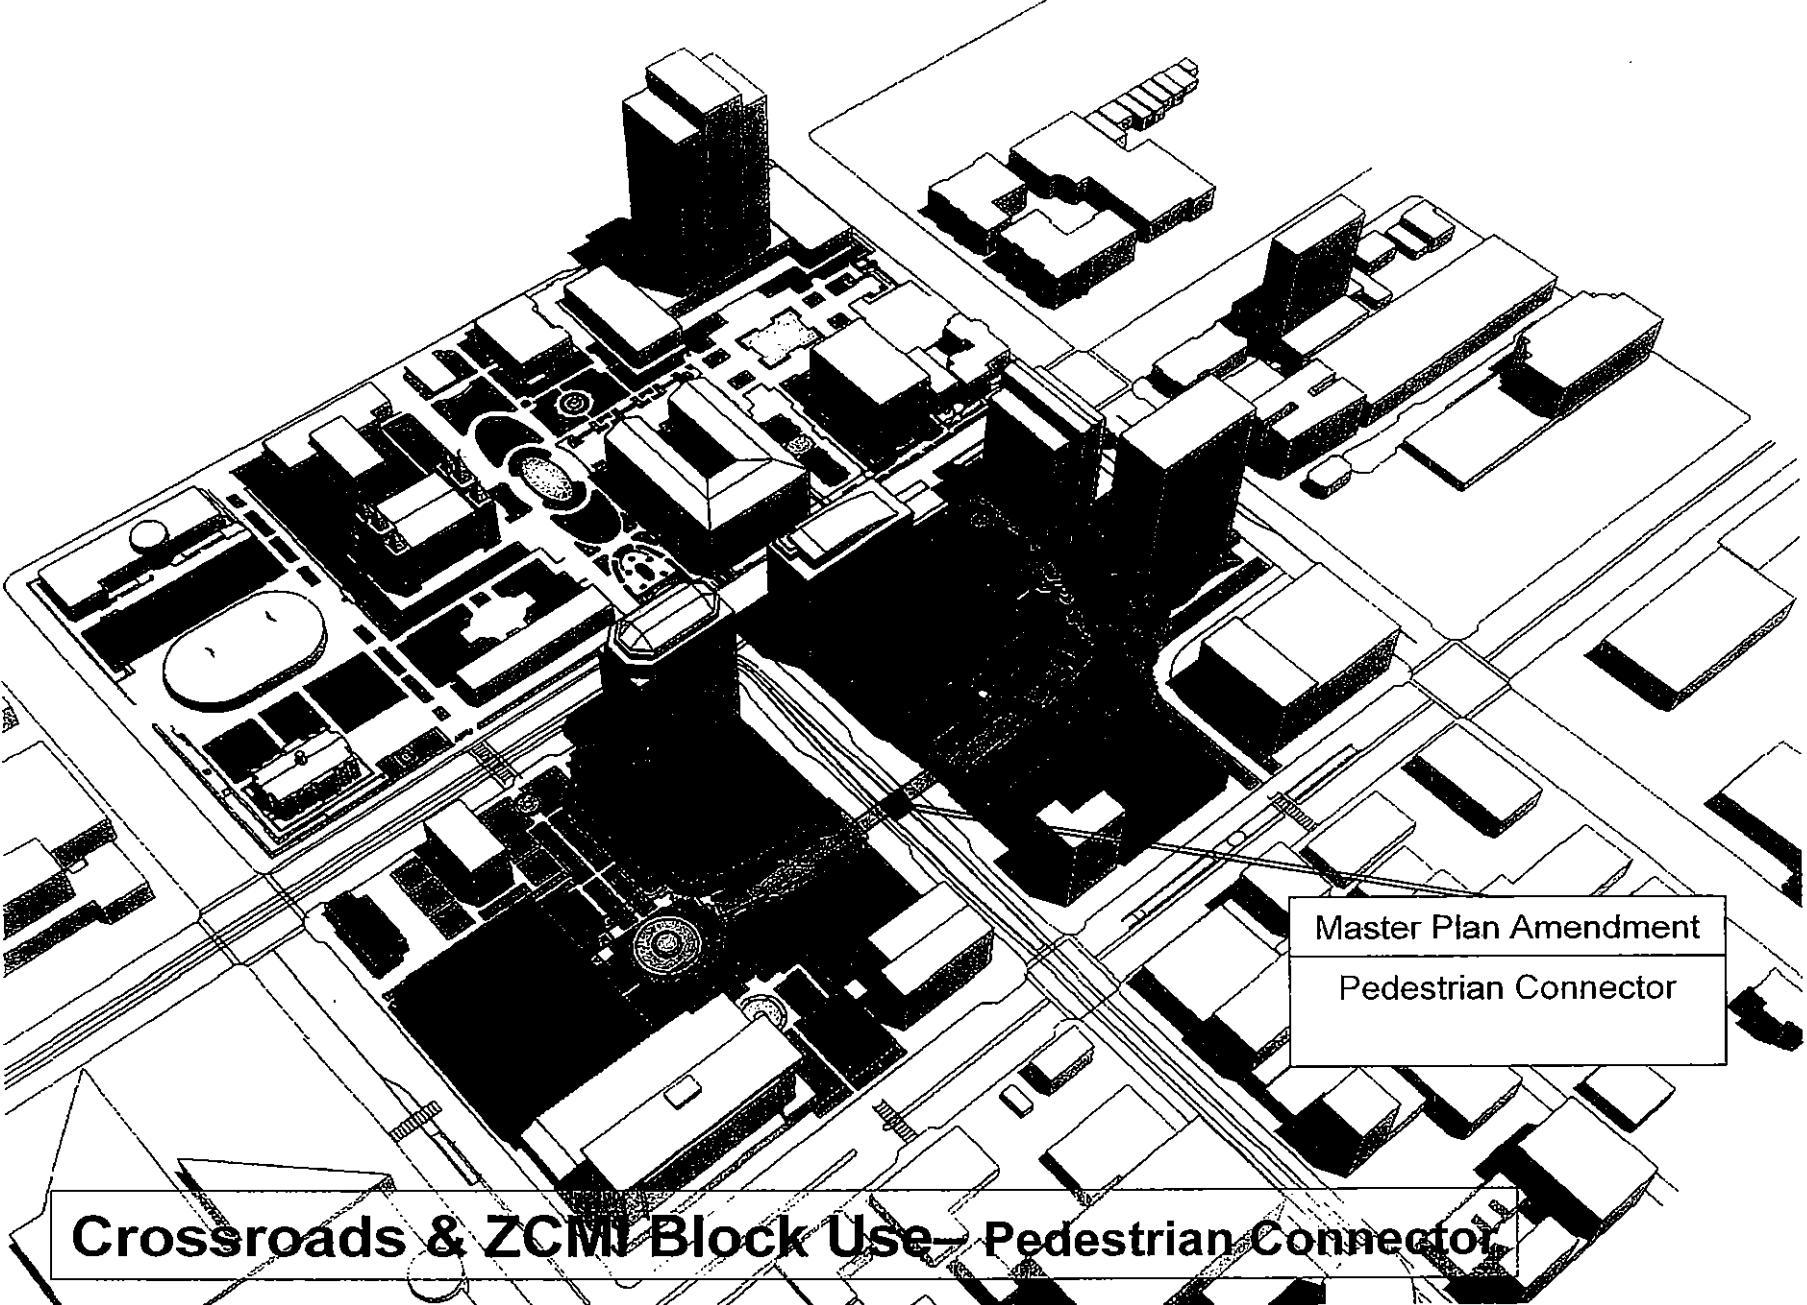 Master Plan Amendment
Pedestrian Connector
Crossroads & ZCMI Block Use– Pedestrian Connector